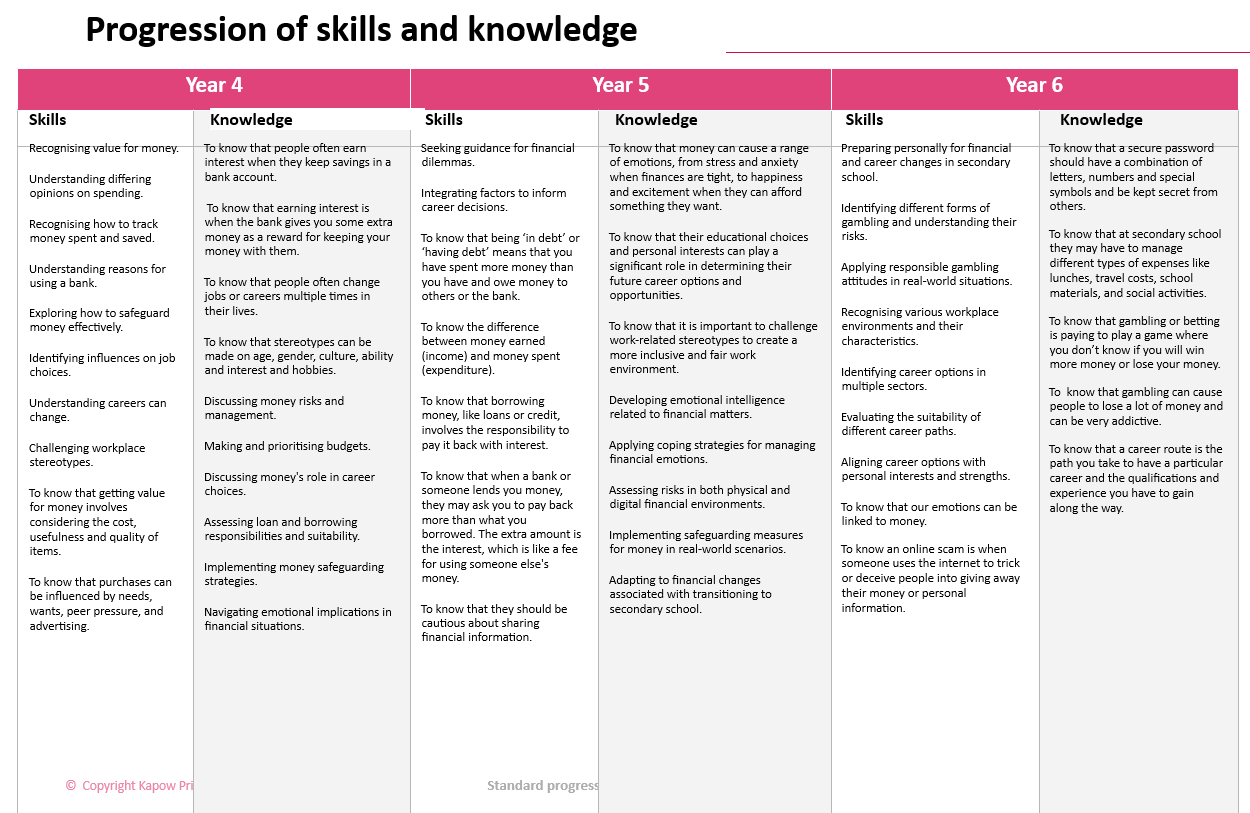 Progression of skills and knowledge
Year 4
Year 5
Year 6
Skills
Knowledge
Skills
Knowledge
Skills
Knowledge
Recognising value for money.
Understanding differing
opinions on spending.
Recognising how to track
money spent and saved.
Understanding reasons for
using a bank.
Exploring how to safeguard
money effectively.
Identifying influences on job
choices.
Understanding careers can
change.
Challenging workplace
stereotypes.
To know that getting value
for money involves
considering the cost,
usefulness and quality of
items.
To know that purchases can
be influenced by needs,
wants, peer pressure, and
advertising.
To know that people often earn
interest when they keep savings in a
bank account.
To know that earning interest is
when the bank gives you some extra
money as a reward for keeping your
money with them.
To know that people often change
jobs or careers multiple times in
their lives.
To know that stereotypes can be
made on age, gender, culture, ability
and interest and hobbies.
Discussing money risks and
management.
Making and prioritising budgets.
Discussing money's role in career
choices.
Assessing loan and borrowing
responsibilities and suitability.
Implementing money safeguarding
strategies.
Navigating emotional implications in
financial situations.
Seeking guidance for financial
dilemmas.
Integrating factors to inform
career decisions.
To know that being ‘in debt’ or
‘having debt’ means that you
have spent more money than
you have and owe money to
others or the bank.
To know the difference
between money earned
(income) and money spent
(expenditure).
To know that borrowing
money, like loans or credit,
involves the responsibility to
pay it back with interest.
To know that when a bank or
someone lends you money,
they may ask you to pay back
more than what you
borrowed. The extra amount is
the interest, which is like a fee
for using someone else's
money.
To know that they should be
cautious about sharing
financial information.
To know that money can cause a range
of emotions, from stress and anxiety
when finances are tight, to happiness
and excitement when they can afford
something they want.
To know that their educational choices
and personal interests can play a
significant role in determining their
future career options and
opportunities.
To know that it is important to challenge
work-related stereotypes to create a
more inclusive and fair work
environment.
Developing emotional intelligence
related to financial matters.
Applying coping strategies for managing
financial emotions.
Assessing risks in both physical and
digital financial environments.
Implementing safeguarding measures
for money in real-world scenarios.
Adapting to financial changes
associated with transitioning to
secondary school.
Preparing personally for financial
and career changes in secondary
school.
Identifying different forms of
gambling and understanding their
risks.
Applying responsible gambling
attitudes in real-world situations.
Recognising various workplace
environments and their
characteristics.
Identifying career options in
multiple sectors.
Evaluating the suitability of
different career paths.
Aligning career options with
personal interests and strengths.
To know that our emotions can be
linked to money.
To know an online scam is when
someone uses the internet to trick
or deceive people into giving away
their money or personal
information.
To know that a secure password
should have a combination of
letters, numbers and special
symbols and be kept secret from
others.
To know that at secondary school
they may have to manage
different types of expenses like
lunches, travel costs, school
materials, and social activities.
To know that gambling or betting
is paying to play a game where
you don’t know if you will win
more money or lose your money.
To  know that gambling can cause
people to lose a lot of money and
can be very addictive.
To know that a career route is the
path you take to have a particular
career and the qualifications and
experience you have to gain
along the way.
© Copyright Kapow Pri
Standard progress